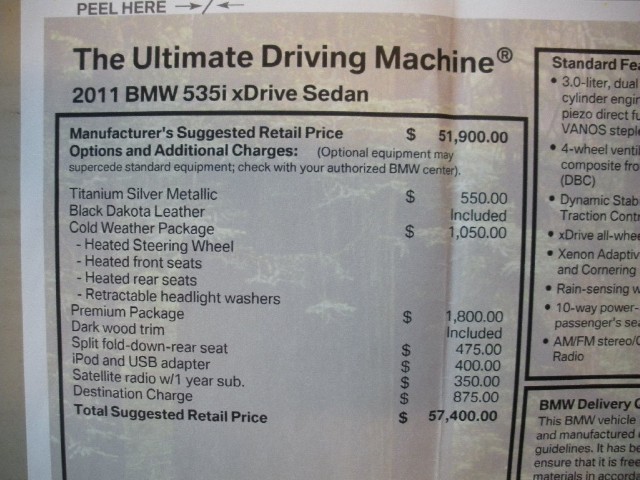 PEEL HERE
The Ultimate Driving Machine®
2011 BMW 535i xDrive Sedan
Manufacturer's Suggested Retail Price $ 51,900.00
Options and Additional Charges: (Optional equipment may
supercede standard equipment; check with your authorized BMW center).
Titanium Silver Metallic $ 550.00
Black Dakota Leather Included
Cold Weather Package $ 1,050.00
- Heated Steering Wheel
- Heated front seats
- Heated rear seats
- Retractable headlight washers
Premium Package $ 1,800.00
Dark wood trim Included
Split fold-down-rear seat $ 475.00
iPod and USB adapter $ 400.00
Satellite radio w/1 year sub. $ 350.00
Destination Charge $ 875.00
Total Suggested Retail Price $ 57,400.00
Standard Fea
• 3.0-liter, dual
cylinder engin
piezo direct fu
VANOS steple
• 4-wheel ventil
composite fro
(DBC)
• Dynamic Stab
Traction Contr
• xDrive all-whee
• Xenon Adaptiv
and Cornering
• Rain-sensing w
• 10-way power-
passenger's sea
• AM/FM stereo/C
Radio
BMW Delivery C
This BMW vehicle
and manufactured
guidelines. It has be
ensure that it is free
materials in accorda